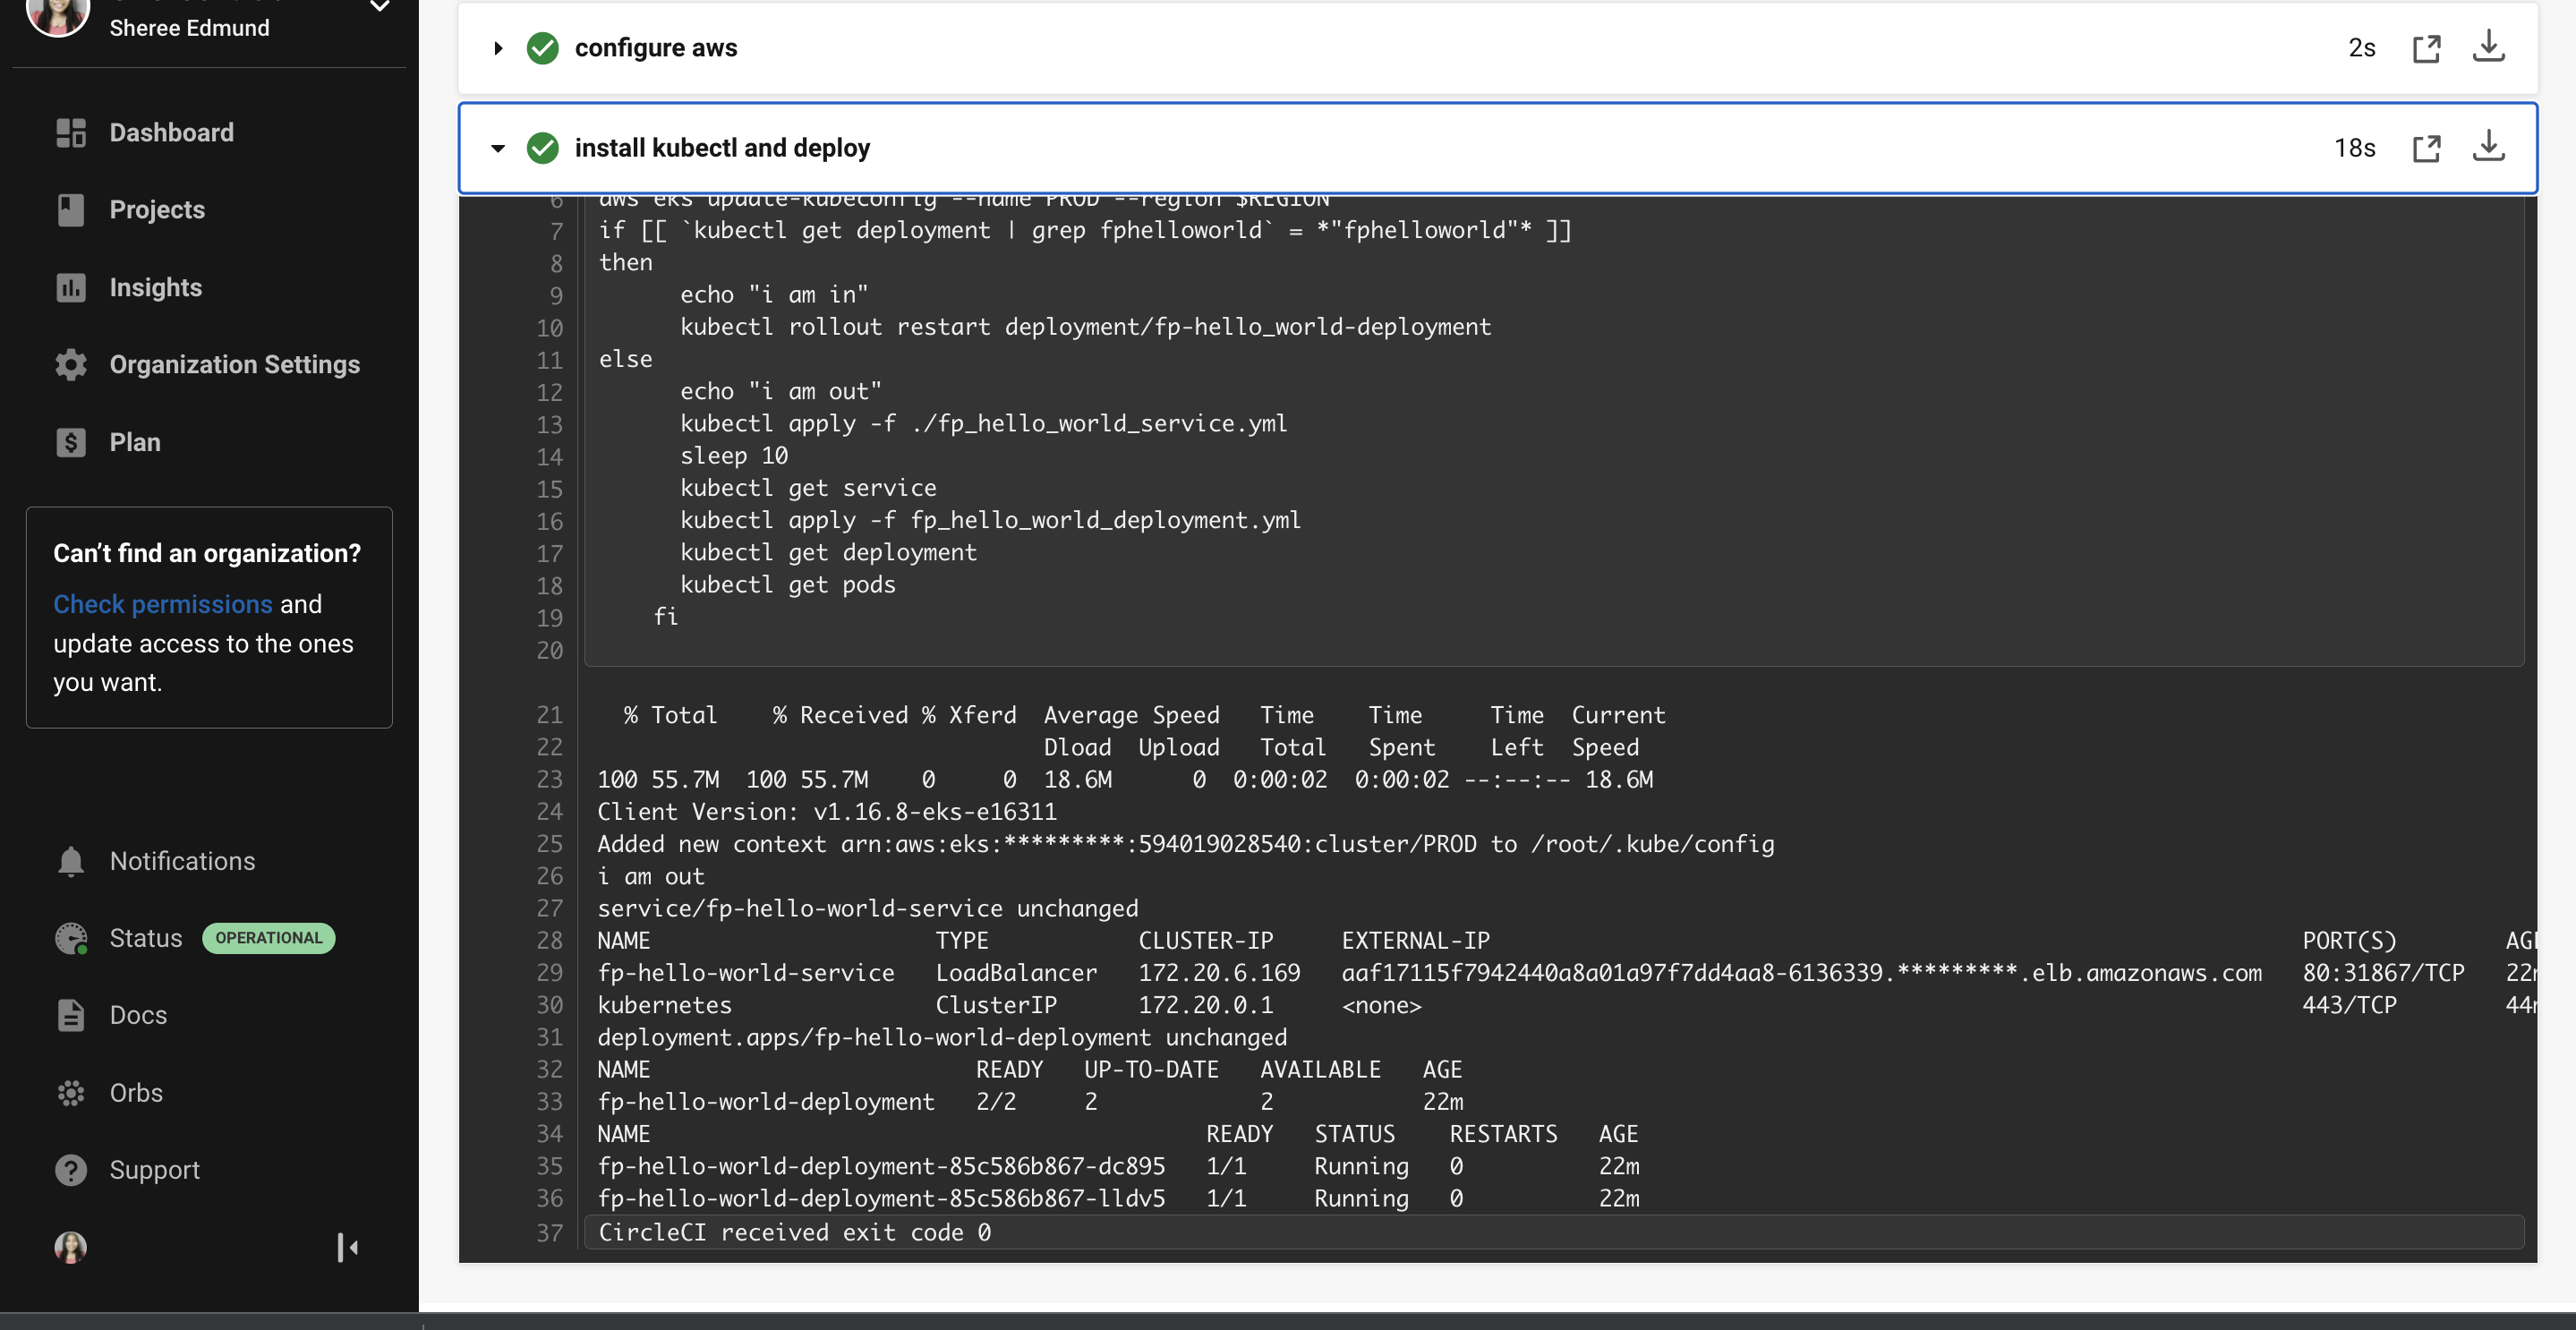 Sheree Edmund
Dashboard
Projects
Insights
Organization Settings
Plan
Can't find an organization?
Check permissions and
update access to the ones
you want.
Notifications
Status OPERATIONAL
Docs
Orbs
Support
configure aws 2s
install kubectl and deploy 18s
6 aws eks update-kubeconfig --name PROD --region $REGION
7 if [[ `kubectl get deployment | grep fphelloworld` = *"fphelloworld"* ]]
8 then
9 echo "i am in"
10 kubectl rollout restart deployment/fp-hello_world-deployment
11 else
12 echo "i am out"
13 kubectl apply -f ./fp_hello_world_service.yml
14 sleep 10
15 kubectl get service
16 kubectl apply -f fp_hello_world_deployment.yml
17 kubectl get deployment
18 kubectl get pods
19 fi
20
21 % Total % Received % Xferd Average Speed Time Time Time Current
22 Dload Upload Total Spent Left Speed
23 100 55.7M 100 55.7M 0 0 18.6M 0 0:00:02 0:00:02 --:--:-- 18.6M
24 Client Version: v1.16.8-eks-e16311
25 Added new context arn:aws:eks:*********:594019028540:cluster/PROD to /root/.kube/config
26 i am out
27 service/fp-hello-world-service unchanged
28 NAME TYPE CLUSTER-IP EXTERNAL-IP PORT(S)
29 fp-hello-world-service LoadBalancer 172.20.6.169 aaf17115f7942440a8a01a97f7dd4aa8-6136339.*********.elb.amazonaws.com 80:31867/TCP
30 kubernetes ClusterIP 172.20.0.1 <none> 443/TCP
31 deployment.apps/fp-hello-world-deployment unchanged
32 NAME READY UP-TO-DATE AVAILABLE AGE
33 fp-hello-world-deployment 2/2 2 2 22m
34 NAME READY STATUS RESTARTS AGE
35 fp-hello-world-deployment-85c586b867-dc895 1/1 Running 0 22m
36 fp-hello-world-deployment-85c586b867-lldv5 1/1 Running 0 22m
37 CircleCI received exit code 0